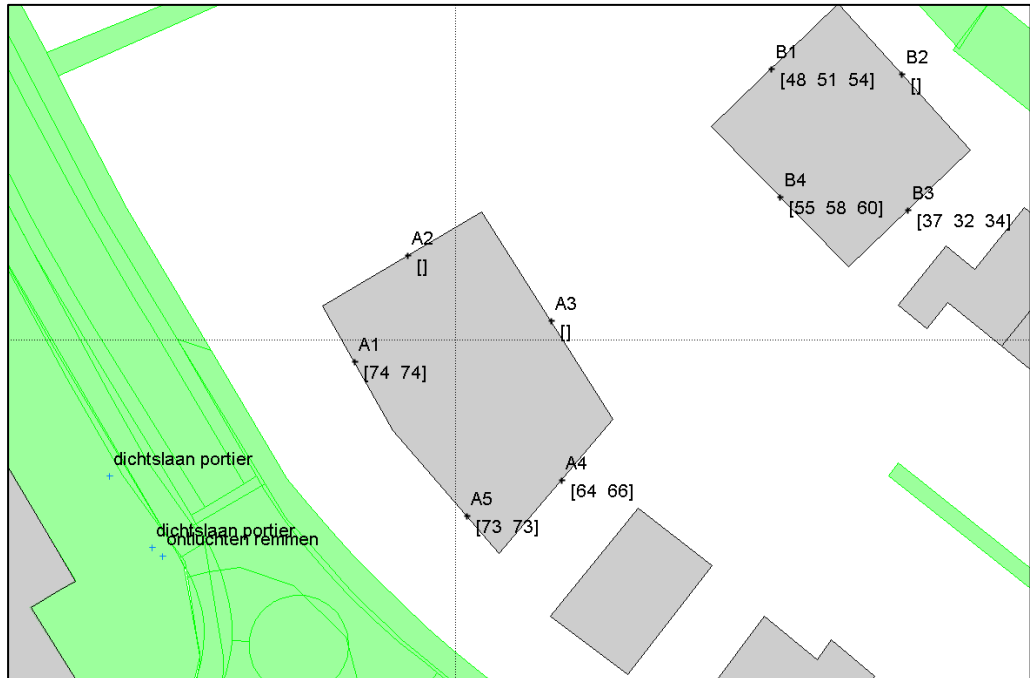 B1
[48 51 54]
B2
[]
B4
[55 58 60]
B3
[37 32 34]
A2
[]
A3
[]
A1
[74 74]
dichtslaan portier
A4
[64 66]
A5
[73 73]
dichtslaan portier
ontluchten remmen